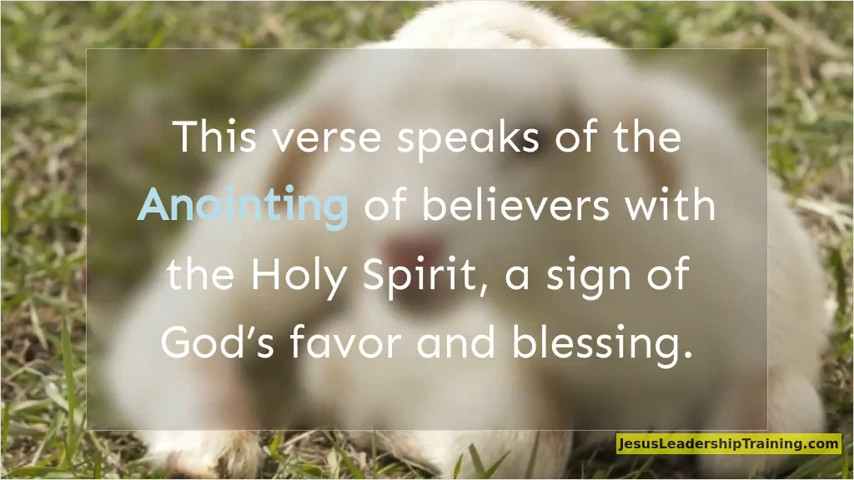 This verse speaks of the
Anointing of believers with
the Holy Spirit, a sign of
God’s favor and blessing.
JesusLeadershipTraining.com